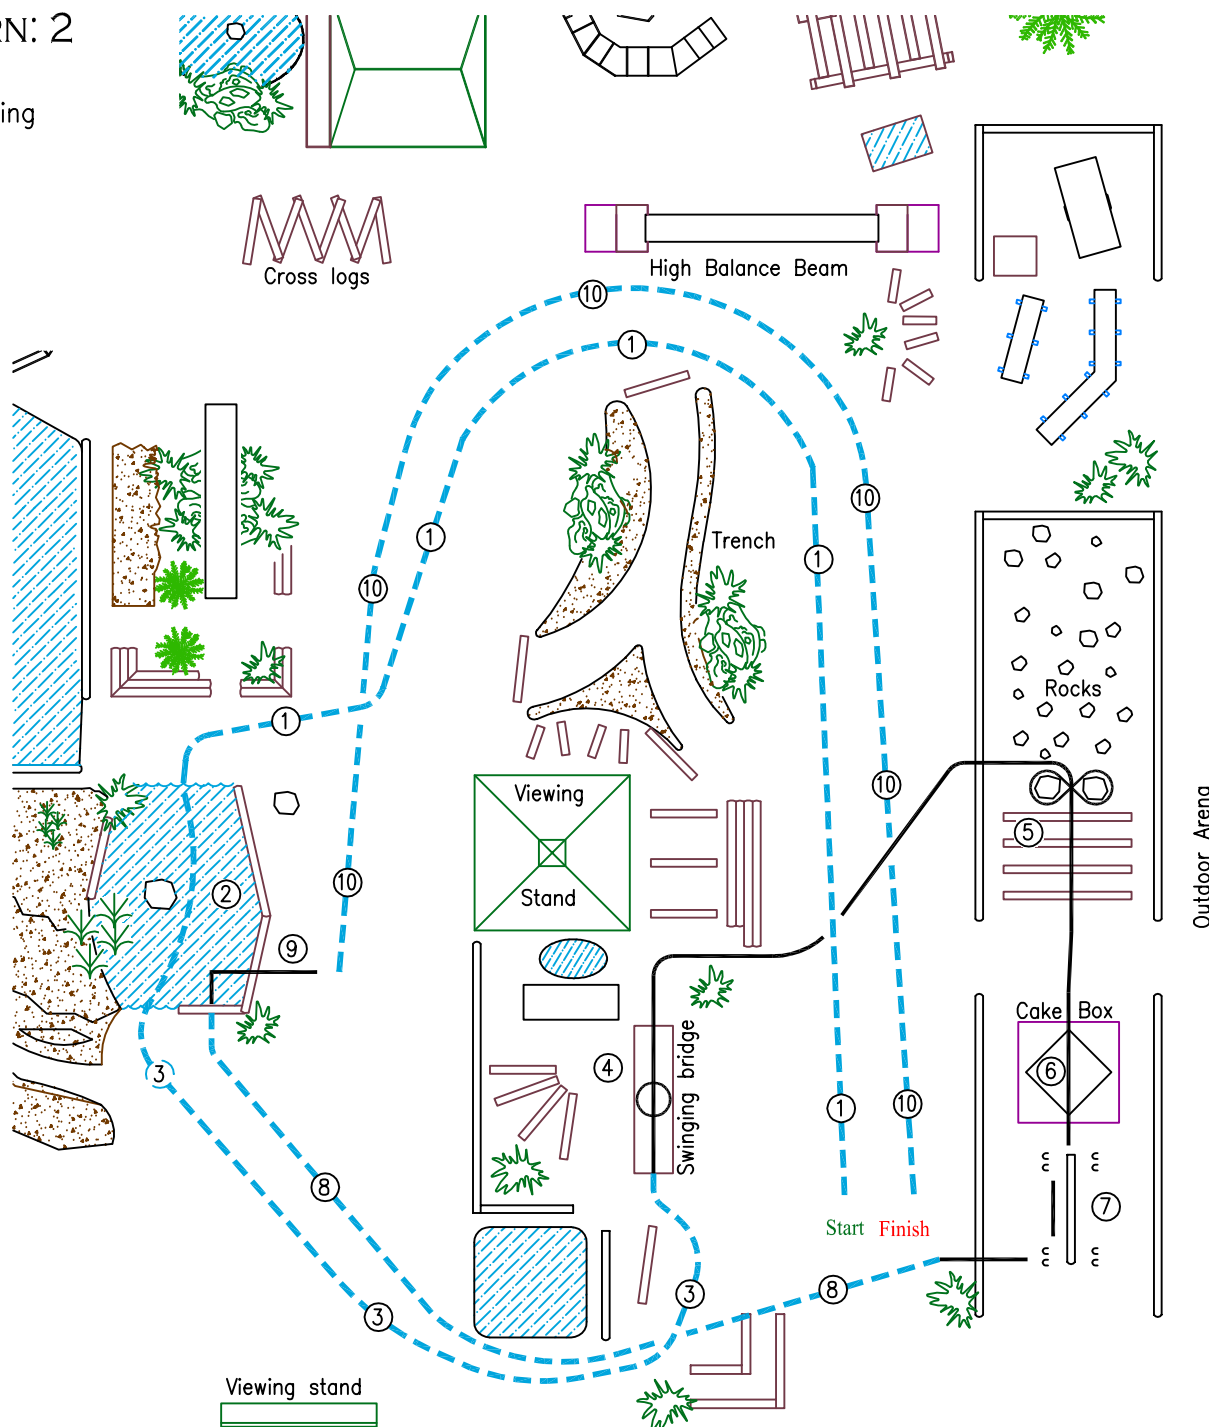 RN: 2
ing
Cross logs
High Balance Beam
10
1
Trench
10
1
1
10
Rocks
1
Viewing
Stand
10
5
10
2
9
Outdoor Arena
Cake Box
Swinging bridge
4
6
3
1
10
8
7
Start Finish
3
3
8
Viewing stand